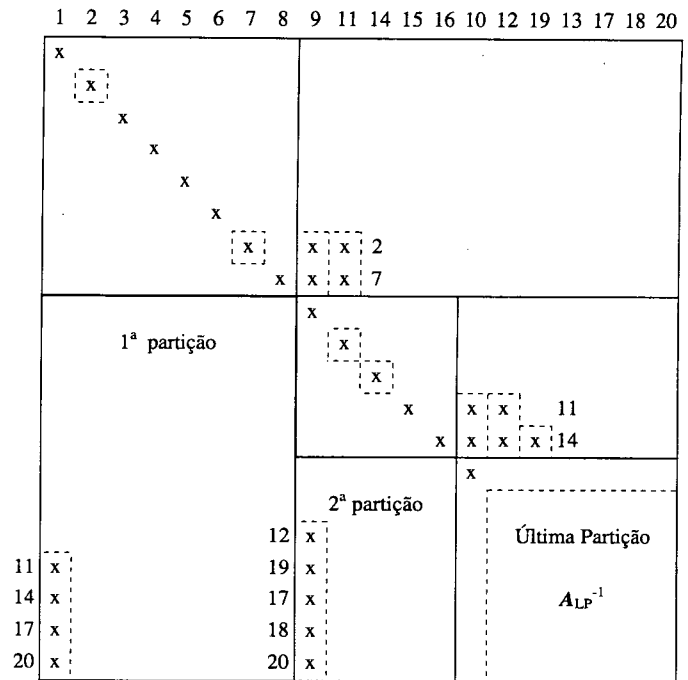 1 2 3 4 5 6 7 8 9 11 14 15 16 10 12 19 13 17 18 20
x
x
x
x
x
x
x x x 2
x x x 7
x
1ª partição x
x
x x x 11
x x x x 14
x
2ª partição
12 x Última Partição
11 x 19 x
14 x 17 x A_LP⁻¹
17 x 18 x
20 x 20 x